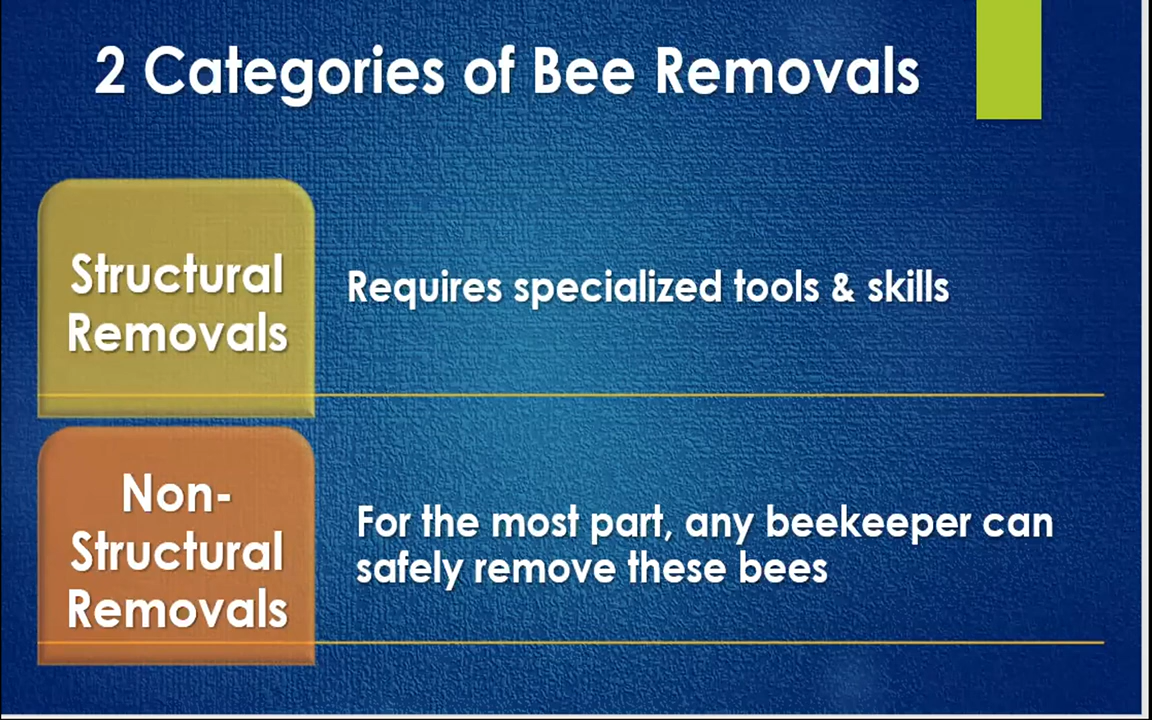 2 Categories of Bee Removals
Structural
Removals
Requires specialized tools & skills
Non-
Structural
Removals
For the most part, any beekeeper can
safely remove these bees